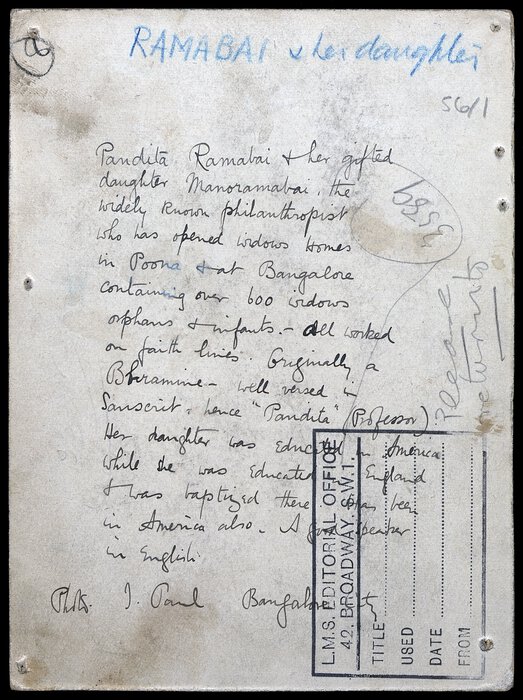 2
RAMABAI & her daughter
56/1
Pandita Ramabai & her gifted
daughter Manoramabai, the
widely known philanthropist
who has opened widows homes
in Poona & at Bangalore
containing over 600 widows
orphans & infants - all worked
on faith lines. Originally a
Bhramine - well versed in
Sanscrit, hence "Pandita" (Professor)
Her daughter was educated in America
while she was educated in England
& was baptized there & has been
in America also. A good speaker
in English
Photo. J. Paul Bangalore City
Please
return to
L.M.S. EDITORIAL OFFICE
42. BROADWAY. S.W.1.
TITLE
USED
DATE
FROM